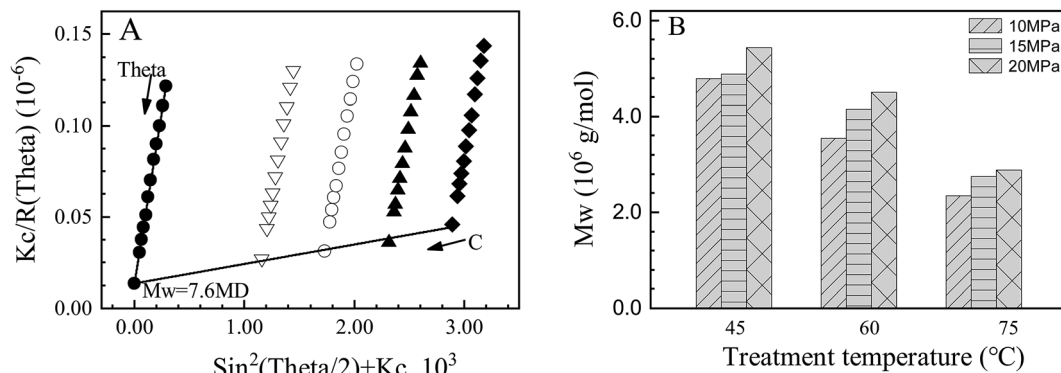 A
0.15
0.10
0.05
0.00
Kc/R(Theta) (10⁻⁶)
Theta
C
Mw=7.6MD
0.00 1.00 2.00 3.00
Sin²(Theta/2)+Kc, 10³
B
6.0
4.0
2.0
0.0
Mw (10⁶ g/mol)
10MPa
15MPa
20MPa
45 60 75
Treatment temperature (°C)